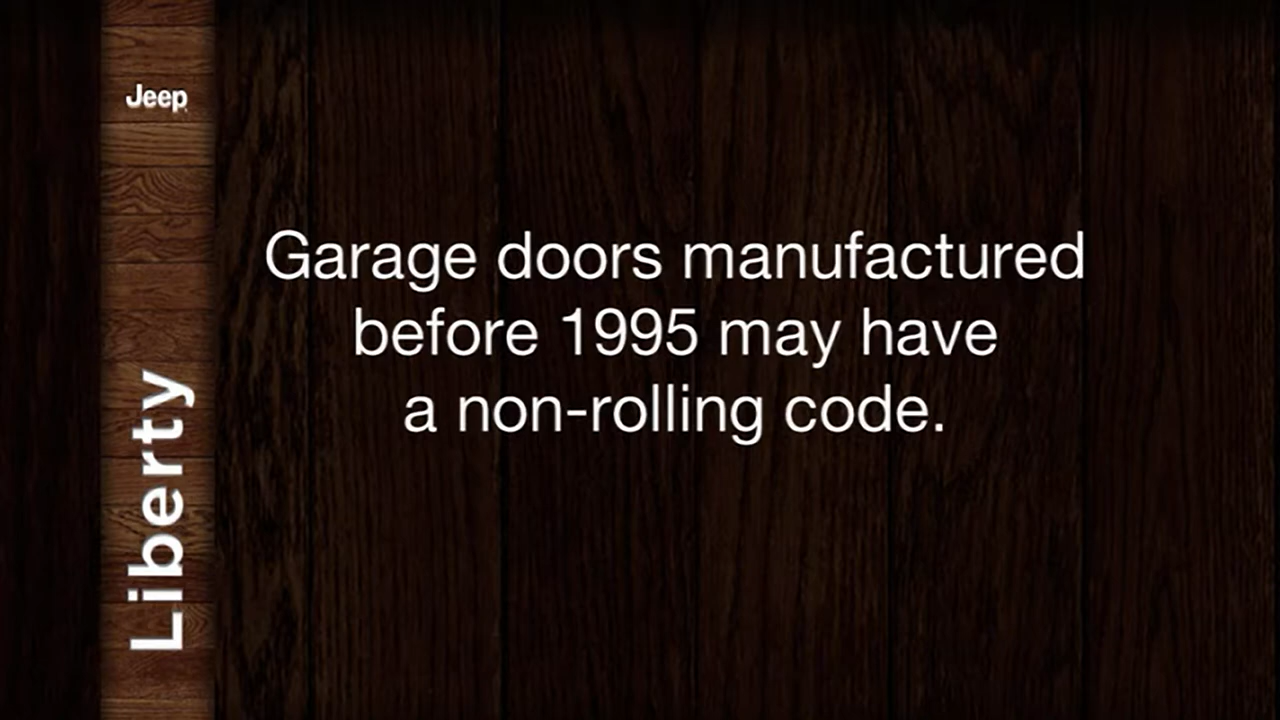 Jeep
Liberty
Garage doors manufactured
before 1995 may have
a non-rolling code.